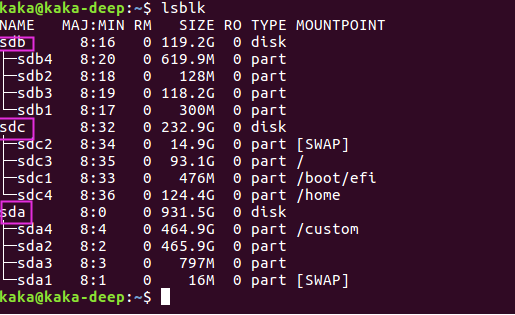 kaka@kaka-deep:~$ lsblk
NAME   MAJ:MIN RM   SIZE RO TYPE MOUNTPOINT
sdb      8:16   0 119.2G  0 disk
├─sdb4   8:20   0 619.9M  0 part
├─sdb2   8:18   0   128M  0 part
├─sdb3   8:19   0 118.2G  0 part
└─sdb1   8:17   0   300M  0 part
sdc      8:32   0 232.9G  0 disk
├─sdc2   8:34   0  14.9G  0 part [SWAP]
├─sdc3   8:35   0  93.1G  0 part /
├─sdc1   8:33   0   476M  0 part /boot/efi
└─sdc4   8:36   0 124.4G  0 part /home
sda      8:0    0 931.5G  0 disk
├─sda4   8:4    0 464.9G  0 part /custom
├─sda2   8:2    0 465.9G  0 part
├─sda3   8:3    0   797M  0 part
└─sda1   8:1    0    16M  0 part [SWAP]
kaka@kaka-deep:~$